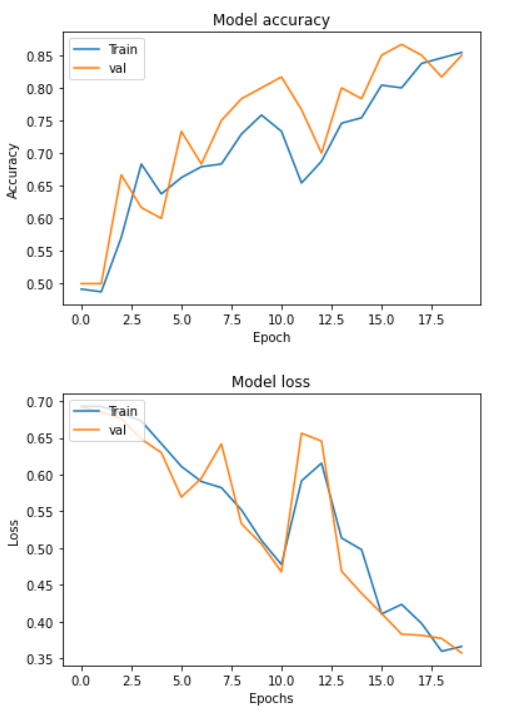 Model accuracy
Train
val
0.85
0.80
0.75
0.70
0.65
0.60
0.55
0.50
Accuracy
0.0 2.5 5.0 7.5 10.0 12.5 15.0 17.5
Epoch
Model loss
Train
val
0.70
0.65
0.60
0.55
0.50
0.45
0.40
0.35
Loss
0.0 2.5 5.0 7.5 10.0 12.5 15.0 17.5
Epochs